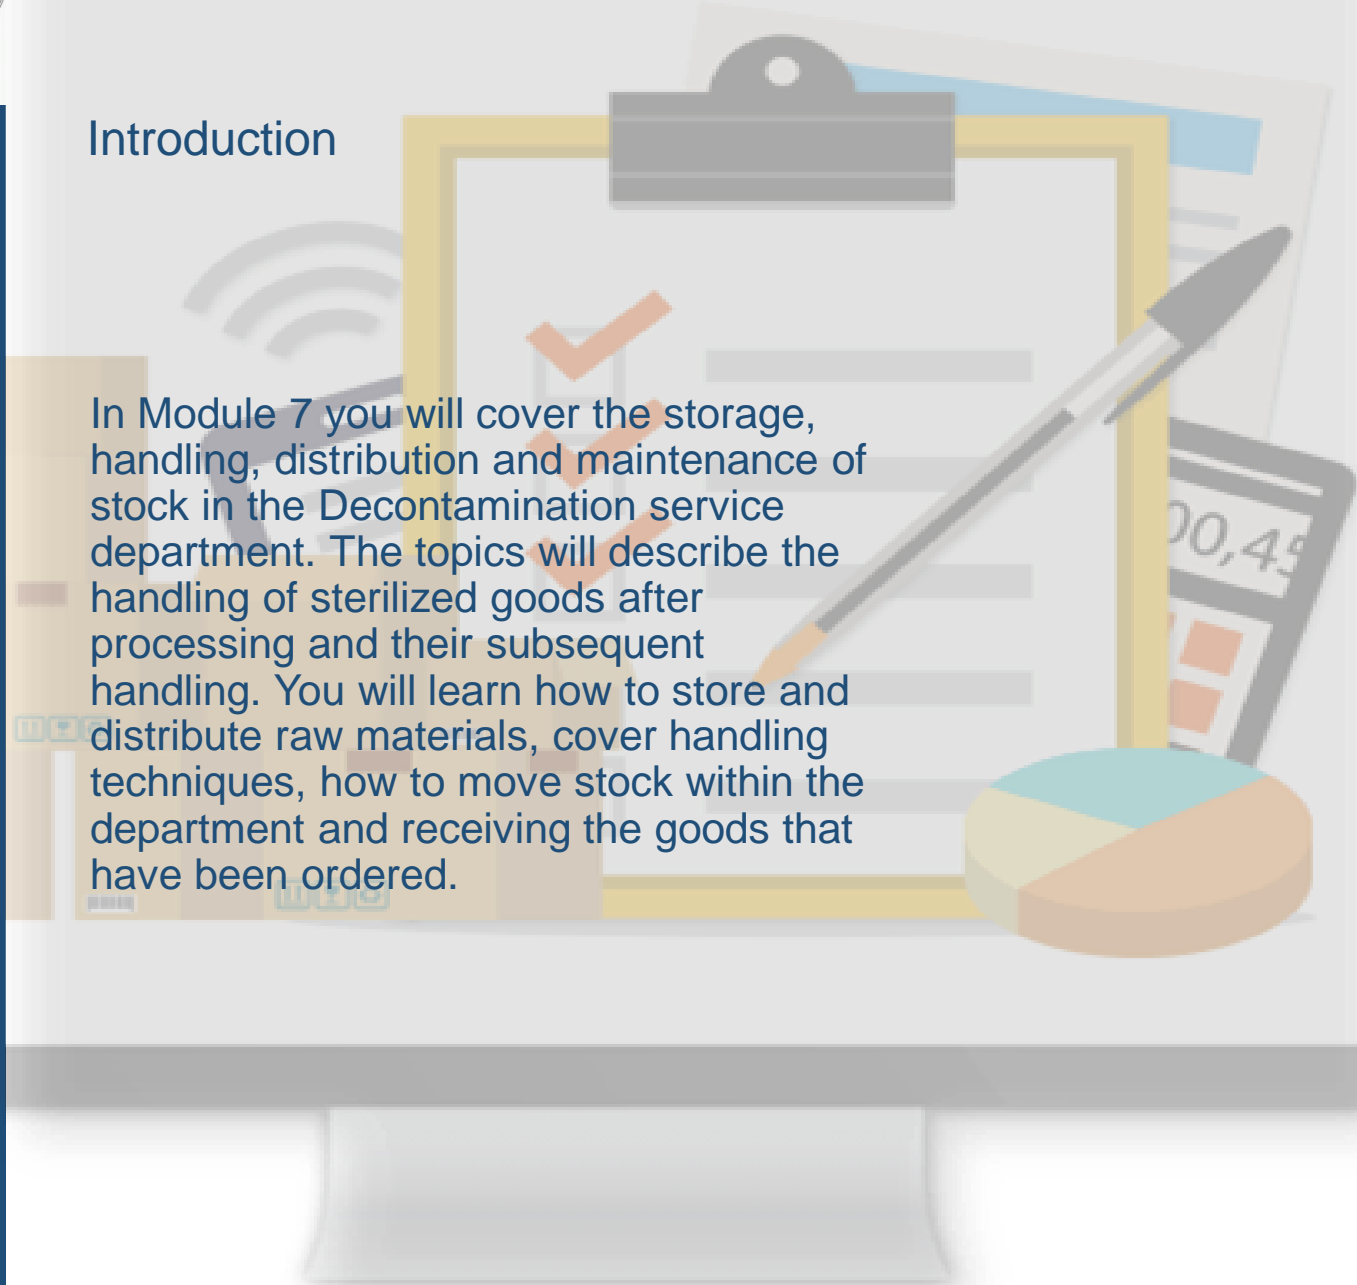 Introduction
In Module 7 you will cover the storage,
handling, distribution and maintenance of
stock in the Decontamination service
department. The topics will describe the
handling of sterilized goods after
processing and their subsequent
handling. You will learn how to store and
distribute raw materials, cover handling
techniques, how to move stock within the
department and receiving the goods that
have been ordered.
00,45